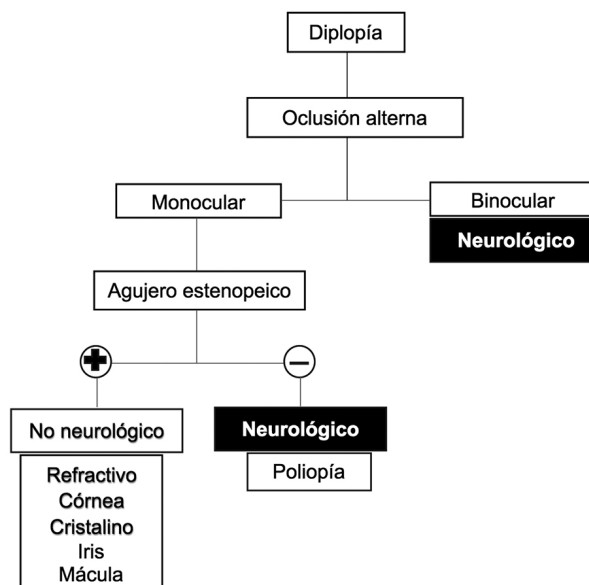 Diplopía
Oclusión alterna
Monocular
Binocular
Neurológico
Agujero estenopeico
+
−
No neurológico
Neurológico
Refractivo
Poliopía
Córnea
Cristalino
Iris
Mácula